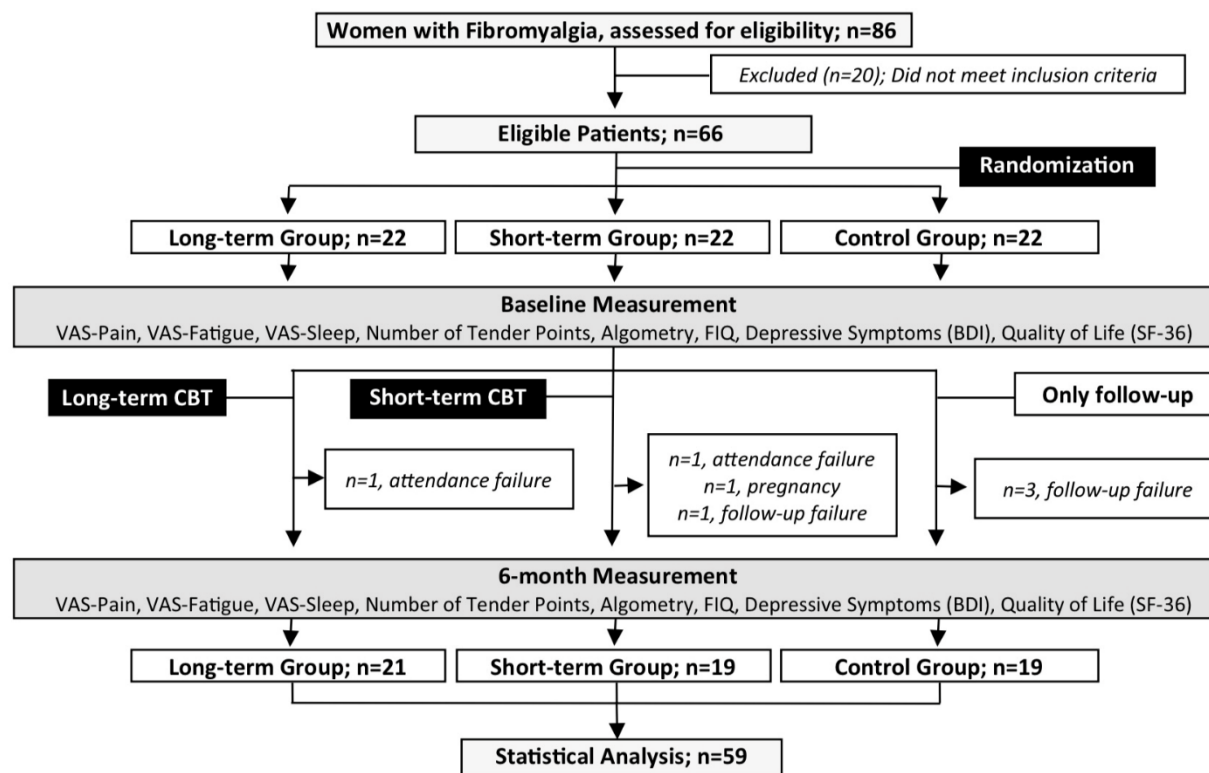 Women with Fibromyalgia, assessed for eligibility; n=86
Excluded (n=20); Did not meet inclusion criteria
Eligible Patients; n=66
Randomization
Long-term Group; n=22
Short-term Group; n=22
Control Group; n=22
Baseline Measurement
VAS-Pain, VAS-Fatigue, VAS-Sleep, Number of Tender Points, Algometry, FIQ, Depressive Symptoms (BDI), Quality of Life (SF-36)
Long-term CBT
Short-term CBT
Only follow-up
n=1, attendance failure
n=1, attendance failure
n=1, pregnancy
n=1, follow-up failure
n=3, follow-up failure
6-month Measurement
VAS-Pain, VAS-Fatigue, VAS-Sleep, Number of Tender Points, Algometry, FIQ, Depressive Symptoms (BDI), Quality of Life (SF-36)
Long-term Group; n=21
Short-term Group; n=19
Control Group; n=19
Statistical Analysis; n=59